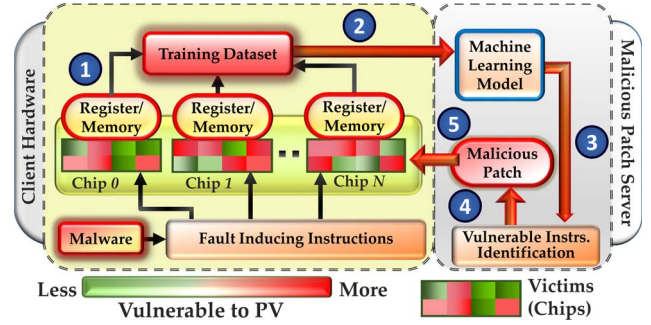 Client Hardware
1
Training Dataset
2
Machine
Learning
Model
Malicious Patch Server
Register/
Memory
Register/
Memory
Register/
Memory
Chip 0
Chip 1
Chip N
5
Malicious
Patch
3
4
Malware
Fault Inducing Instructions
Vulnerable Instrs.
Identification
Less
More
Vulnerable to PV
Victims
(Chips)